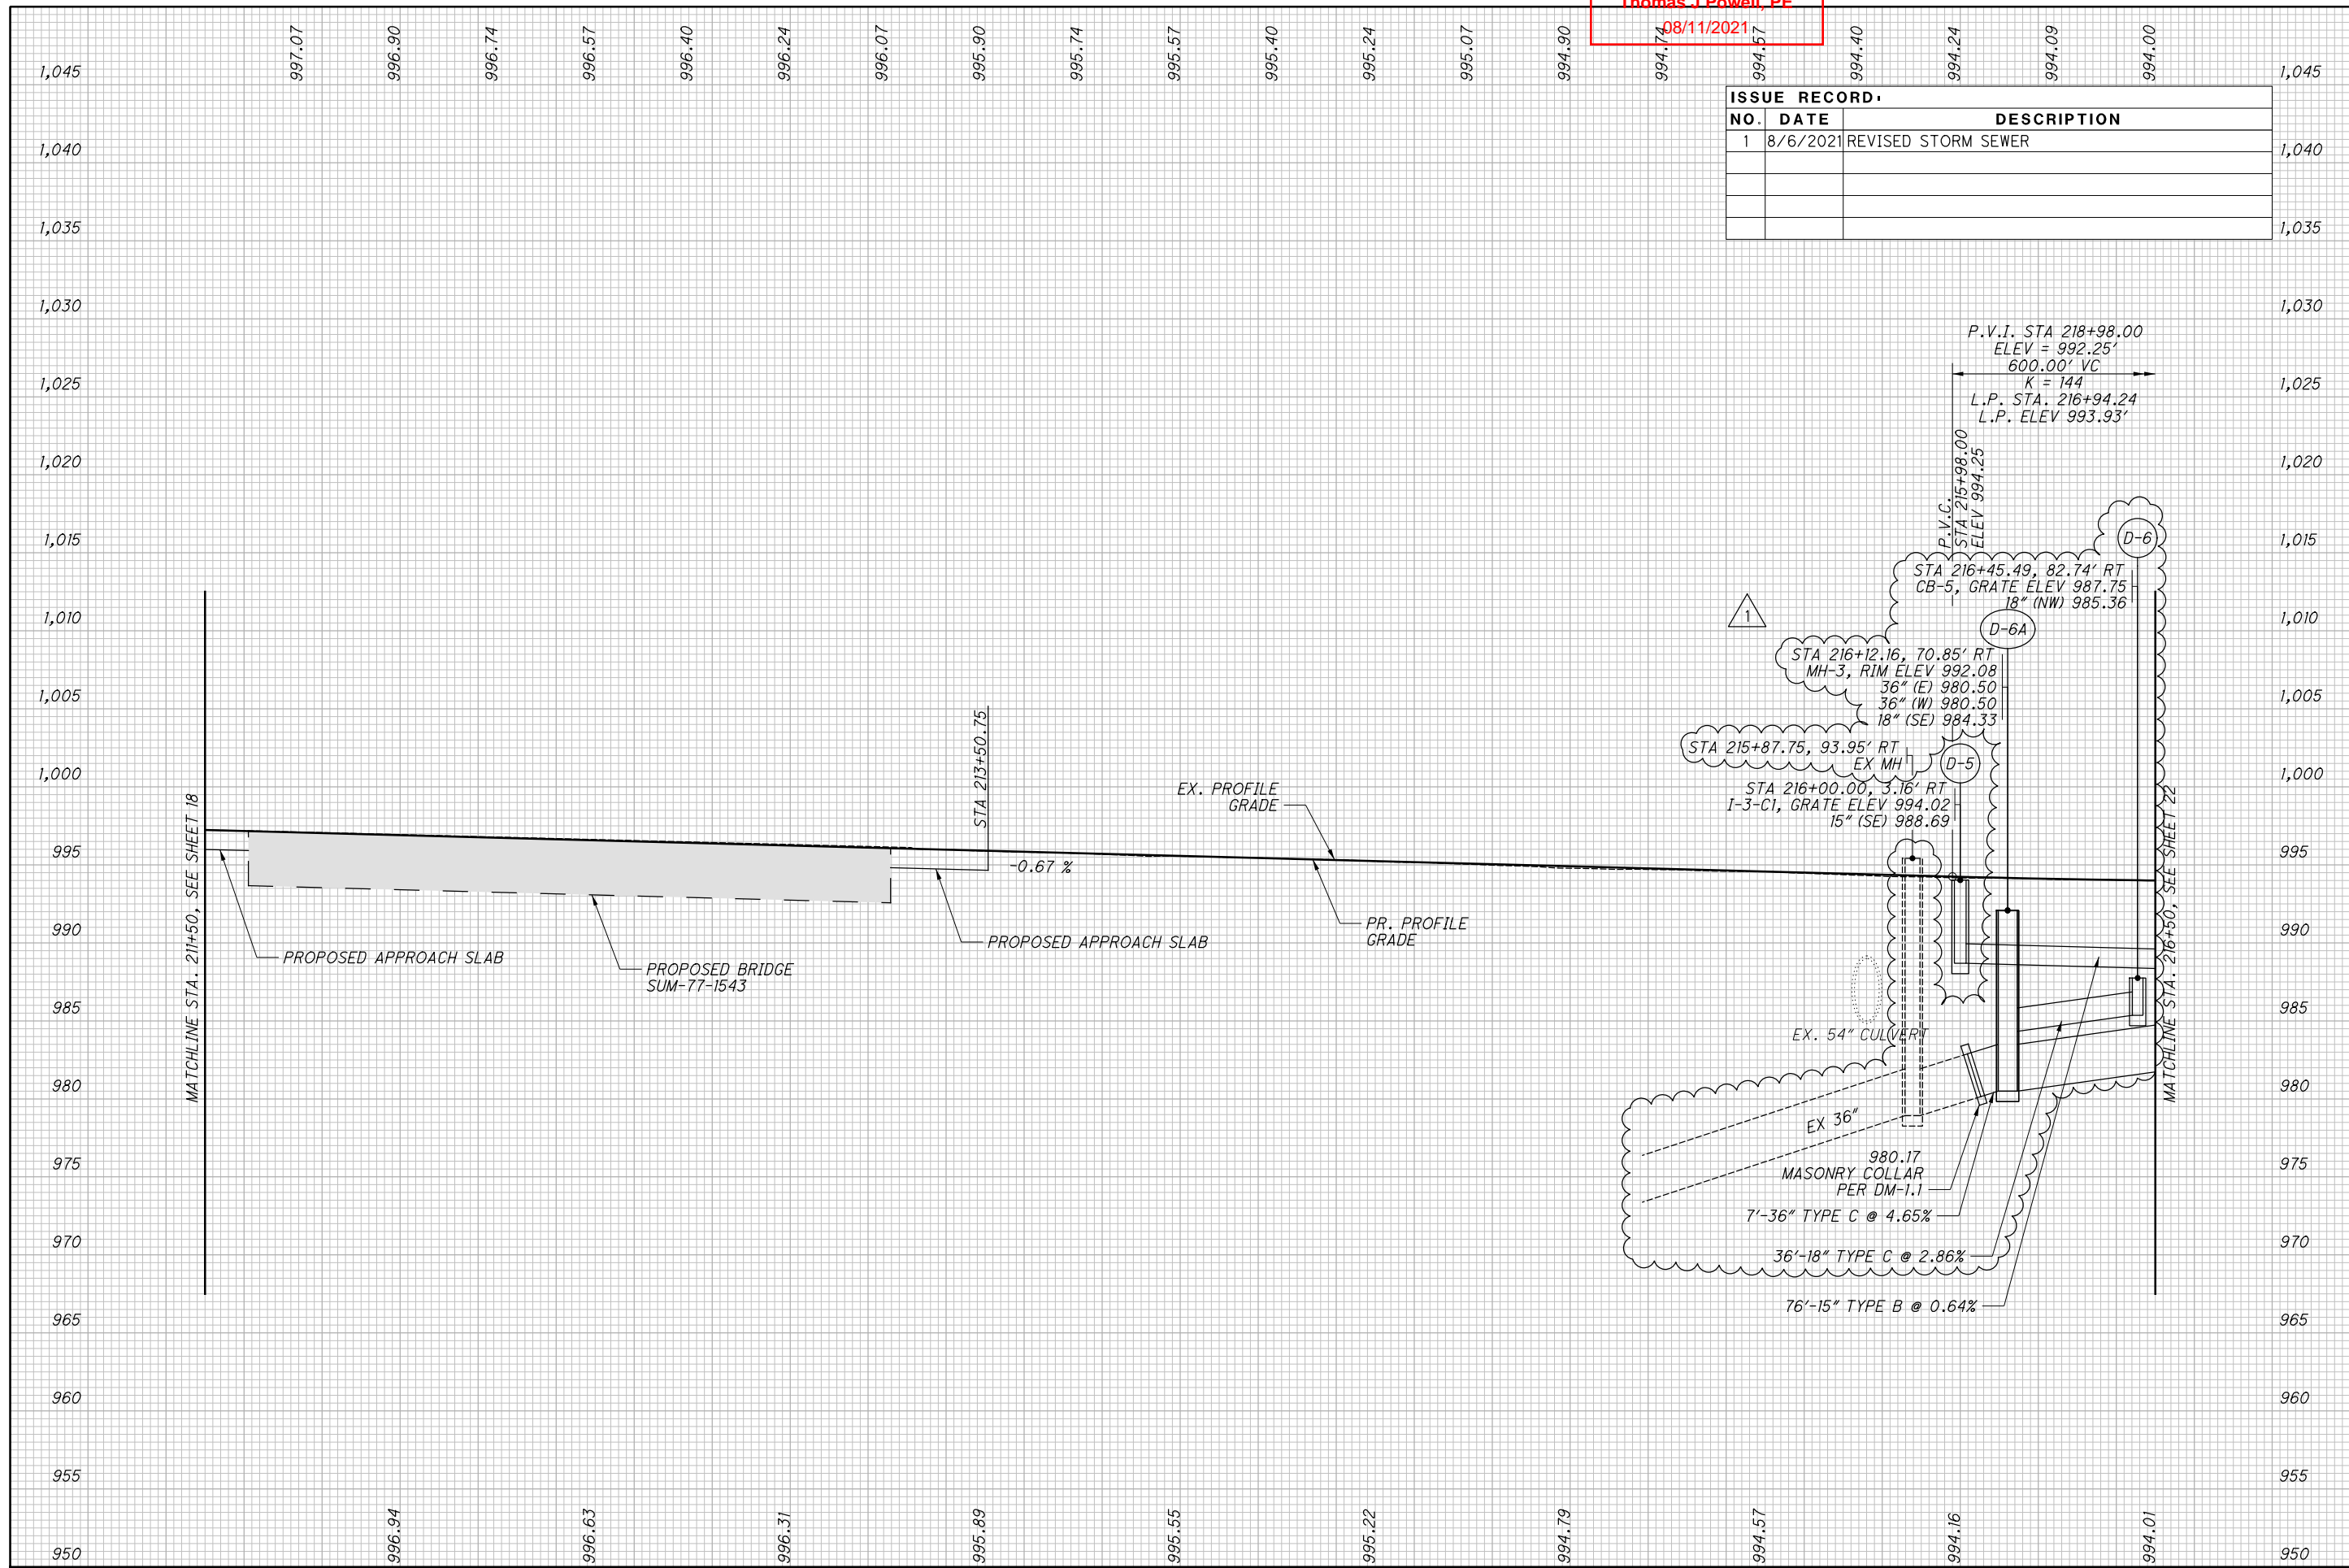 Thomas J Powell, PE
08/11/2021
997.07 996.90 996.74 996.57 996.40 996.24 996.07 995.90 995.74 995.57 995.40 995.24 995.07 994.90 994.74 994.57 994.40 994.24 994.09 994.00
1,045 1,045
ISSUE RECORD:
NO. DATE DESCRIPTION
1 8/6/2021 REVISED STORM SEWER
1,040 1,040
1,035 1,035
1,030 1,030
P.V.I. STA 218+98.00
ELEV = 992.25'
600.00' VC
1,025 1,025
K = 144
L.P. STA. 216+94.24
L.P. ELEV 993.93'
1,020 1,020
P.V.C.
STA 215+98.00
ELEV 994.25
1,015 1,015
D-6
STA 216+45.49, 82.74' RT
CB-5, GRATE ELEV 987.75
18" (NW) 985.36
1,010 1,010
1
D-6A
STA 216+12.16, 70.85' RT
MH-3, RIM ELEV 992.08
36" (E) 980.50
36" (W) 980.50
18" (SE) 984.33
1,005 1,005
STA 213+50.75
STA 215+87.75, 93.95' RT
EX MH
D-5
1,000 1,000
STA 216+00.00, 3.16' RT
I-3-C1, GRATE ELEV 994.02
15" (SE) 988.69
EX. PROFILE
GRADE
MATCHLINE STA. 211+50, SEE SHEET 18
MATCHLINE STA. 216+50, SEE SHEET 22
995 995
-0.67 %
990 990
PR. PROFILE
GRADE
PROPOSED APPROACH SLAB
PROPOSED APPROACH SLAB
PROPOSED BRIDGE
SUM-77-1543
985 985
EX. 54" CULVERT
980 980
EX 36"
975 975
980.17
MASONRY COLLAR
PER DM-1.1
7'-36" TYPE C @ 4.65%
970 970
36'-18" TYPE C @ 2.86%
76'-15" TYPE B @ 0.64%
965 965
960 960
955 955
950 950
996.94 996.63 996.31 995.89 995.55 995.22 994.79 994.57 994.16 994.01